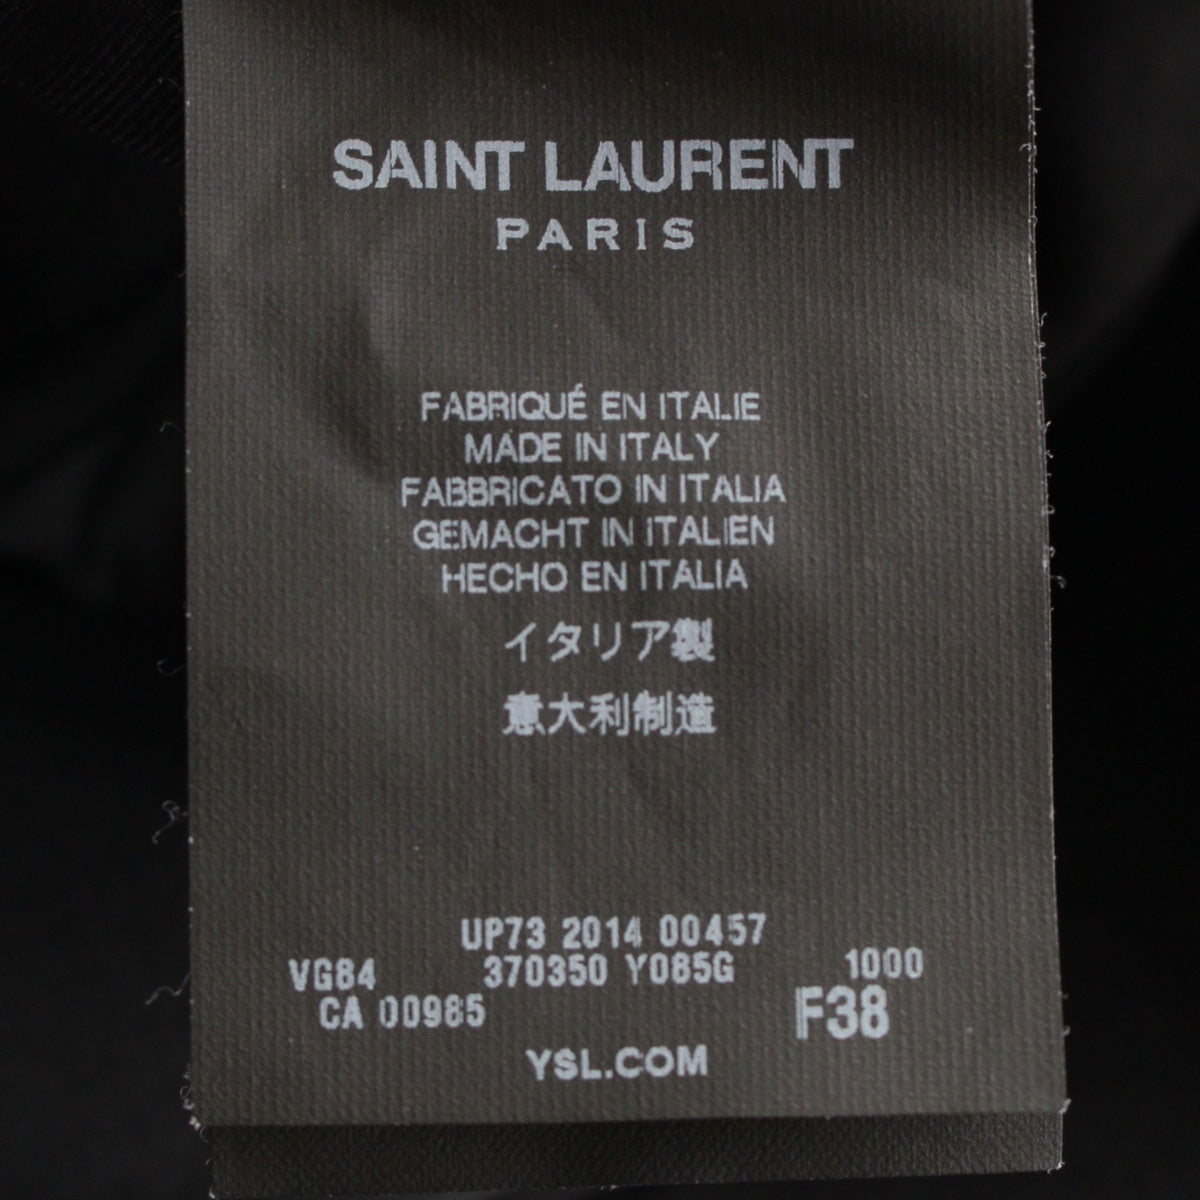 SAINT LAURENT
PARIS
FABRIQUÉ EN ITALIE
MADE IN ITALY
FABBRICATO IN ITALIA
GEMACHT IN ITALIEN
HECHO EN ITALIA
イタリア製
意大利制造
UP73 2014 00457
VG84 370350 Y085G 1000
CA 00985 F38
YSL.COM